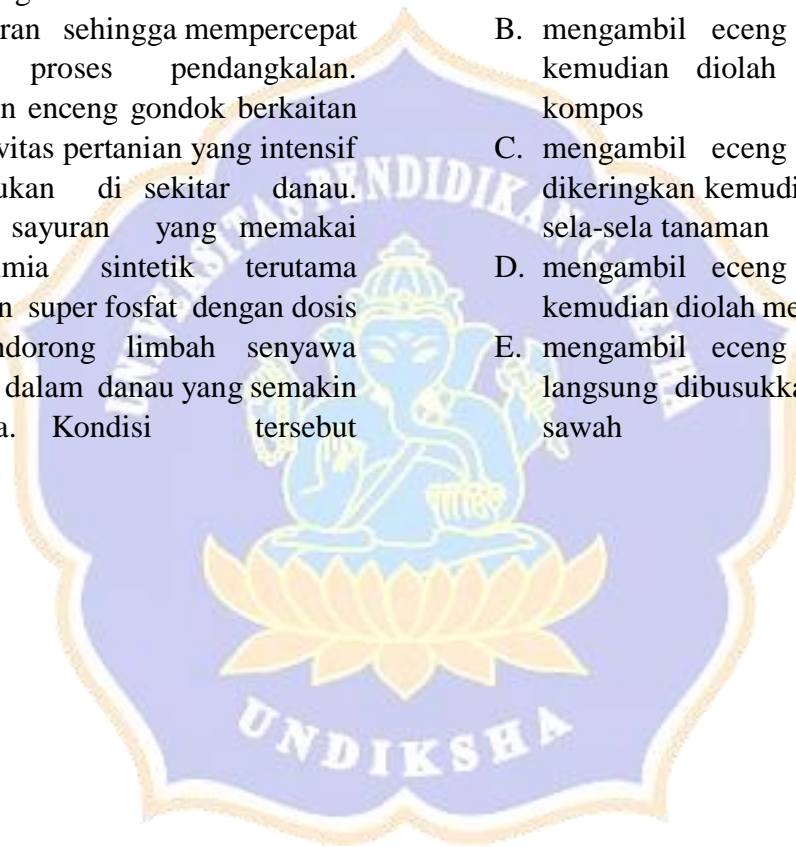 ran sehingga mempercepat
proses pendangkalan.
n enceng gondok berkaitan
vitas pertanian yang intensif
ukan di sekitar danau.
sayuran yang memakai
mia sintetik terutama
n super fosfat dengan dosis
ndorong limbah senyawa
dalam danau yang semakin
a. Kondisi tersebut
B. mengambil eceng
kemudian diolah
kompos
C. mengambil eceng
dikeringkan kemudi
sela-sela tanaman
D. mengambil eceng
kemudian diolah me
E. mengambil eceng
langsung dibusukka
sawah
UNIVERSITAS PENDIDIKAN GANESHA
UNDIKSHA